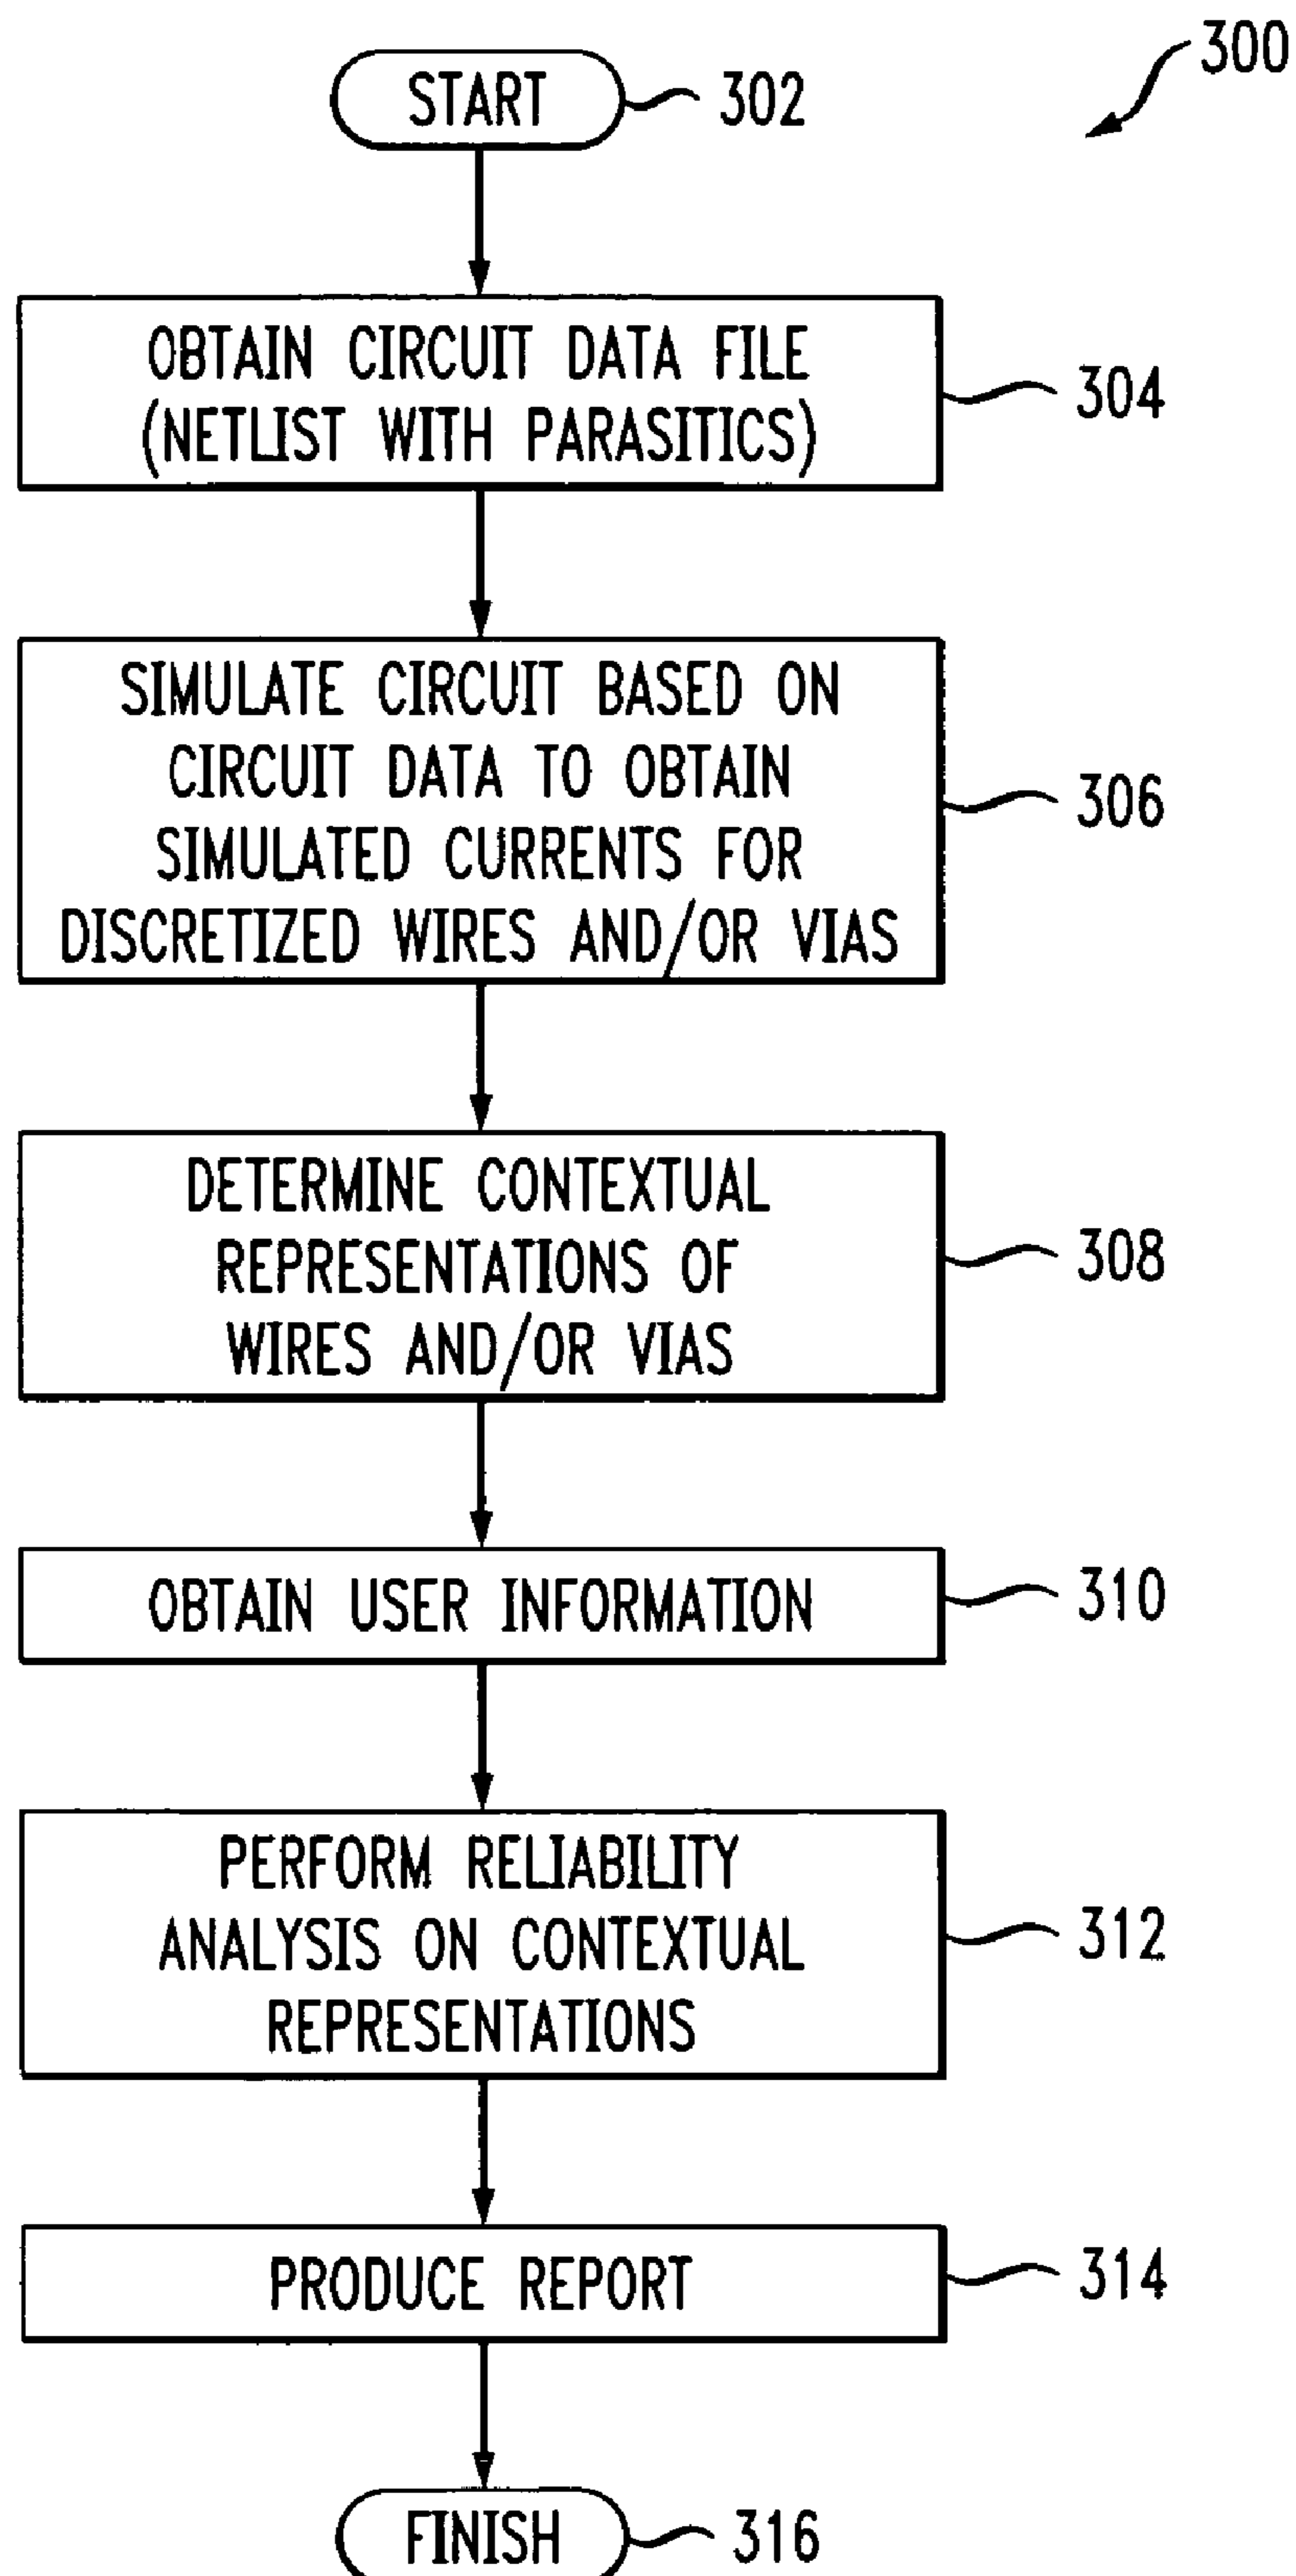 300
START
302
OBTAIN CIRCUIT DATA FILE
(NETLIST WITH PARASITICS)
304
SIMULATE CIRCUIT BASED ON
CIRCUIT DATA TO OBTAIN
SIMULATED CURRENTS FOR
DISCRETIZED WIRES AND/OR VIAS
306
DETERMINE CONTEXTUAL
REPRESENTATIONS OF
WIRES AND/OR VIAS
308
OBTAIN USER INFORMATION
310
PERFORM RELIABILITY
ANALYSIS ON CONTEXTUAL
REPRESENTATIONS
312
PRODUCE REPORT
314
FINISH
316